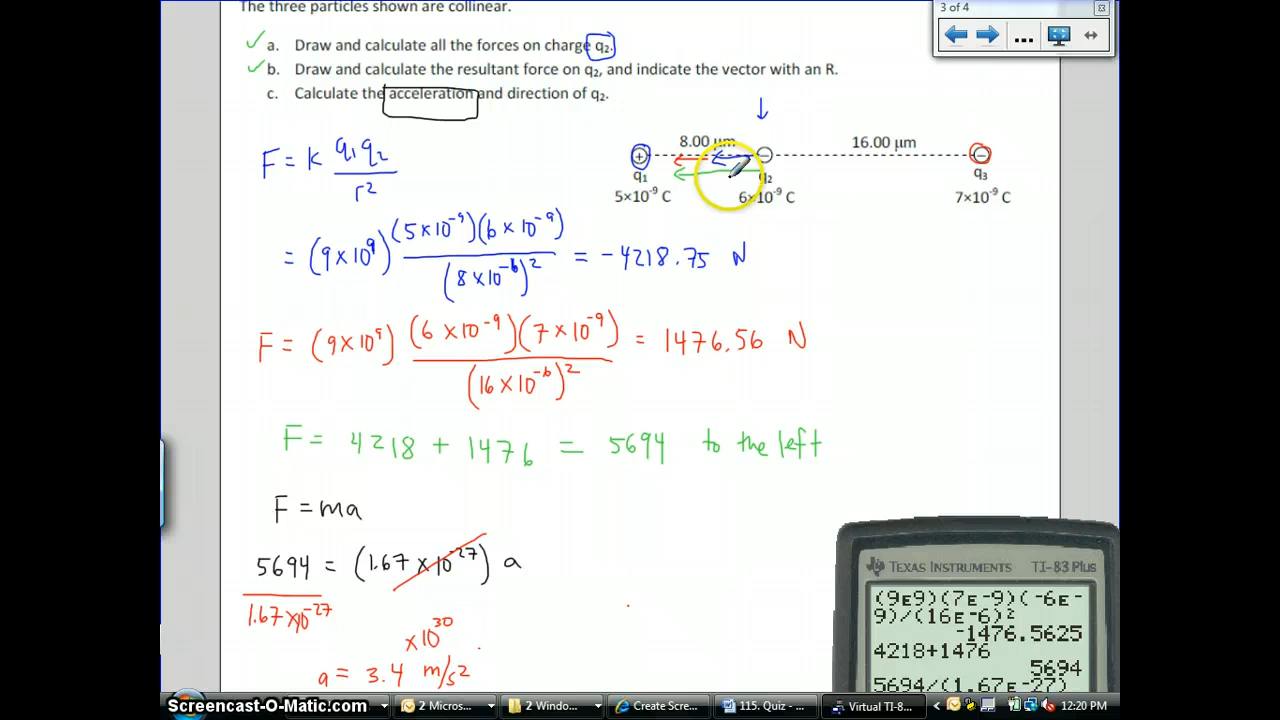 The three particles shown are collinear.
3 of 4
✓ a. Draw and calculate all the forces on charge q₂.
✓ b. Draw and calculate the resultant force on q₂, and indicate the vector with an R.
c. Calculate the acceleration and direction of q₂.
8.00 μm
16.00 μm
+
−
−
q₁
q₂
q₃
5×10⁻⁹ C
6×10⁻⁹ C
7×10⁻⁹ C
F = k q₁q₂ / r²
= (9×10⁹) (5×10⁻⁹)(6×10⁻⁹) / (8×10⁻⁶)² = -4218.75 N
F = (9×10⁹) (6×10⁻⁹)(7×10⁻⁹) / (16×10⁻⁶)² = 1476.56 N
F = 4218 + 1476 = 5694 to the left
F = ma
5694 = (1.67×10⁻²⁷) a
1.67×10⁻²⁷
×10³⁰
a = 3.4 m/s²
TEXAS INSTRUMENTS TI-83 Plus
(9E9)(7E-9)(-6E-
9)/(16E-6)²
-1476.5625
4218+1476
5694
5694/(1.67E-27)
Screencast-O-Matic.com
2 Micros...
2 Window...
Create Scre...
115. Quiz - ...
Virtual TI-8...
12:20 PM